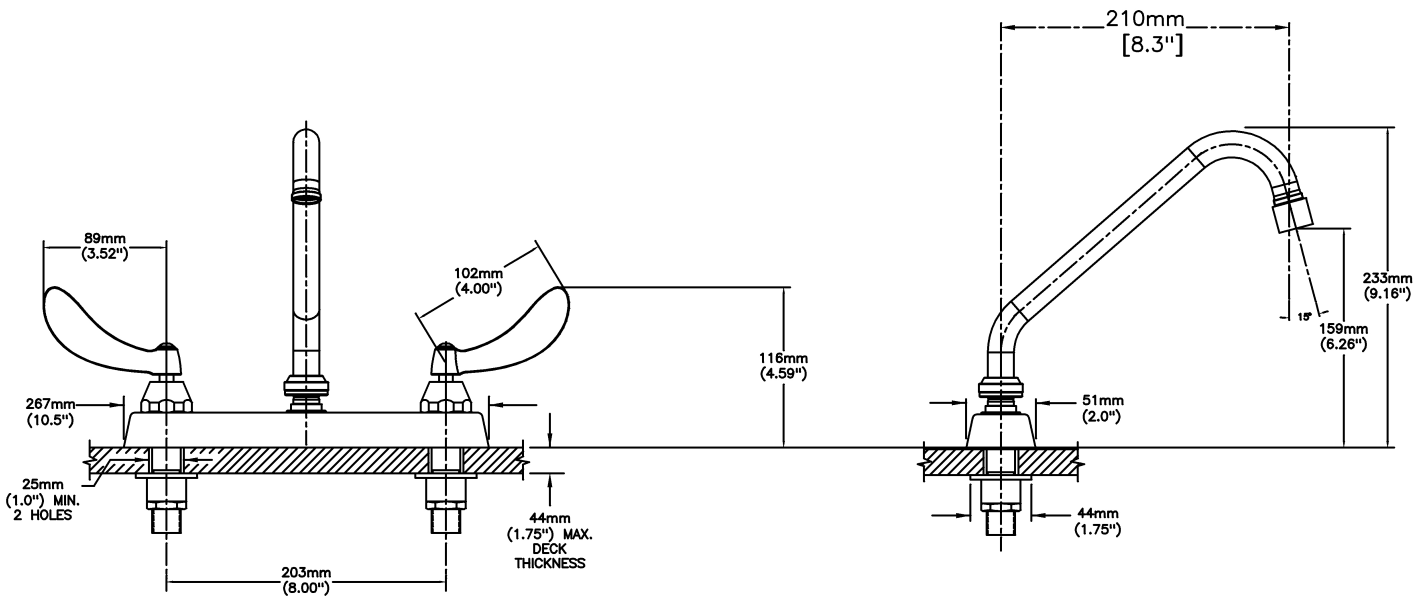 210mm
[8.3"]
89mm
(3.52")
102mm
(4.00")
233mm
(9.16")
15°
159mm
(6.26")
116mm
(4.59")
267mm
(10.5")
51mm
(2.0")
25mm
(1.0") MIN.
2 HOLES
44mm
(1.75") MAX.
DECK
THICKNESS
44mm
(1.75")
203mm
(8.00")